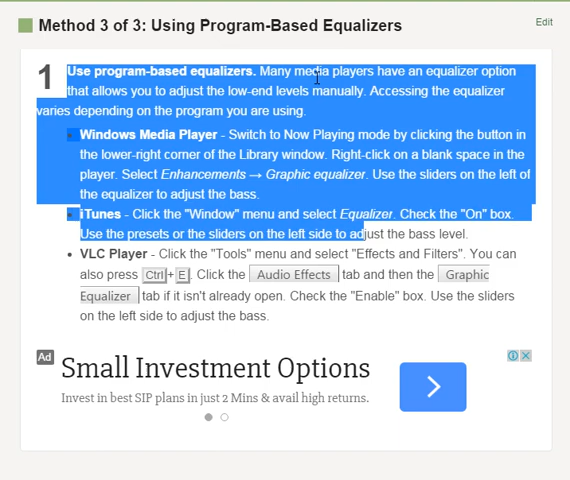 Method 3 of 3: Using Program-Based Equalizers
Edit
1
Use program-based equalizers. Many media players have an equalizer option
that allows you to adjust the low-end levels manually. Accessing the equalizer
varies depending on the program you are using.
• Windows Media Player - Switch to Now Playing mode by clicking the button in
the lower-right corner of the Library window. Right-click on a blank space in the
player. Select Enhancements → Graphic equalizer. Use the sliders on the left of
the equalizer to adjust the bass.
• iTunes - Click the "Window" menu and select Equalizer. Check the "On" box.
Use the presets or the sliders on the left side to adjust the bass level.
• VLC Player - Click the "Tools" menu and select "Effects and Filters". You can
also press Ctrl+E. Click the Audio Effects tab and then the Graphic
Equalizer tab if it isn't already open. Check the "Enable" box. Use the sliders
on the left side to adjust the bass.
Ad
Small Investment Options
Invest in best SIP plans in just 2 Mins & avail high returns.